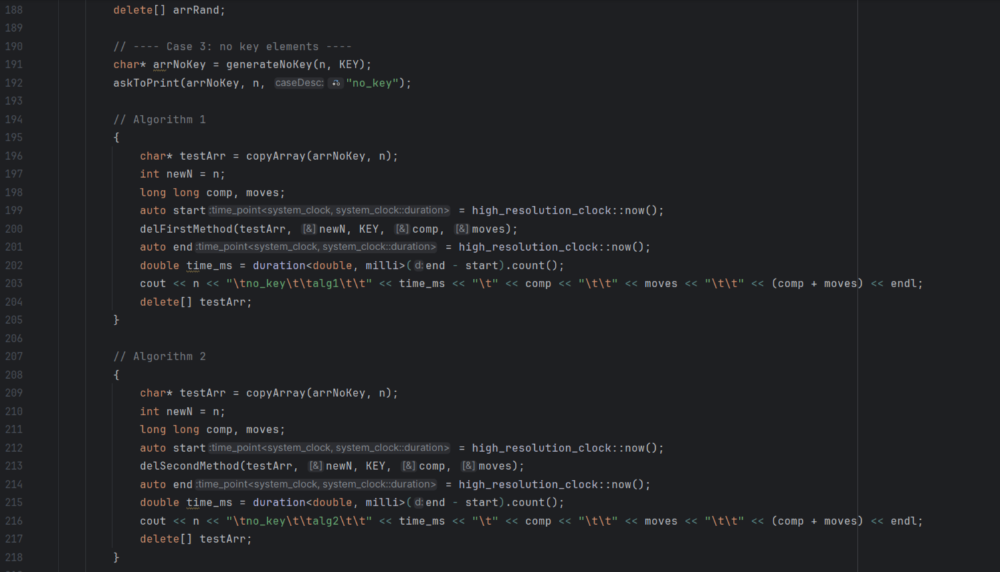 188 delete[] arrRand;
189
190 // ---- Case 3: no key elements ----
191 char* arrNoKey = generateNoKey(n, KEY);
192 askToPrint(arrNoKey, n, caseDesc: "no_key");
193
194 // Algorithm 1
195 {
196 char* testArr = copyArray(arrNoKey, n);
197 int newN = n;
198 long long comp, moves;
199 auto start :time_point<system_clock, system_clock::duration> = high_resolution_clock::now();
200 delFirstMethod(testArr, [&] newN, KEY, [&] comp, [&] moves);
201 auto end :time_point<system_clock, system_clock::duration> = high_resolution_clock::now();
202 double time_ms = duration<double, milli>( d: end - start).count();
203 cout << n << "\tno_key\t\talg1\t\t" << time_ms << "\t" << comp << "\t\t" << moves << "\t\t" << (comp + moves) << endl;
204 delete[] testArr;
205 }
206
207 // Algorithm 2
208 {
209 char* testArr = copyArray(arrNoKey, n);
210 int newN = n;
211 long long comp, moves;
212 auto start :time_point<system_clock, system_clock::duration> = high_resolution_clock::now();
213 delSecondMethod(testArr, [&] newN, KEY, [&] comp, [&] moves);
214 auto end :time_point<system_clock, system_clock::duration> = high_resolution_clock::now();
215 double time_ms = duration<double, milli>( d: end - start).count();
216 cout << n << "\tno_key\t\talg2\t\t" << time_ms << "\t" << comp << "\t\t" << moves << "\t\t" << (comp + moves) << endl;
217 delete[] testArr;
218 }